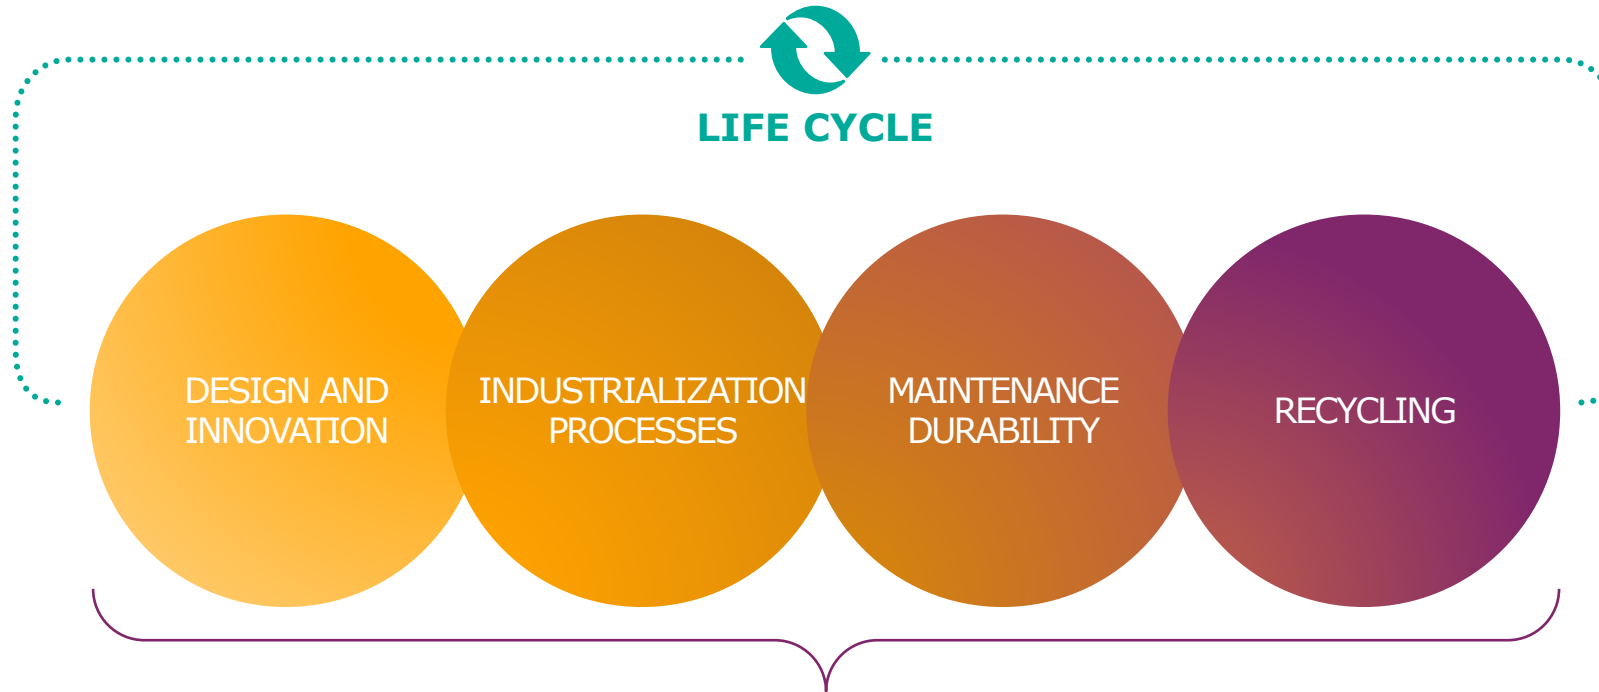 LIFE CYCLE
DESIGN AND
INNOVATION
INDUSTRIALIZATION
PROCESSES
MAINTENANCE
DURABILITY
RECYCLING